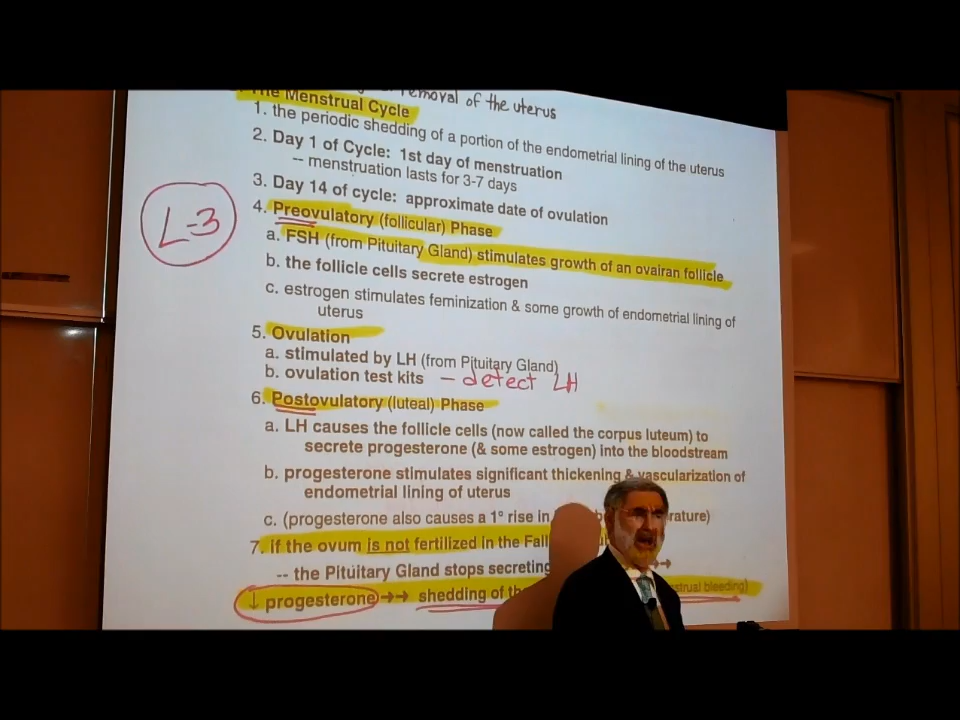 removal of the uterus
The Menstrual Cycle
1. the periodic shedding of a portion of the endometrial lining of the uterus
2. Day 1 of Cycle: 1st day of menstruation
-- menstruation lasts for 3-7 days
3. Day 14 of cycle: approximate date of ovulation
L-3
4. Preovulatory (follicular) Phase
a. FSH (from Pituitary Gland) stimulates growth of an ovairan follicle
b. the follicle cells secrete estrogen
c. estrogen stimulates feminization & some growth of endometrial lining of
uterus
5. Ovulation
a. stimulated by LH (from Pituitary Gland)
b. ovulation test kits – detect LH
6. Postovulatory (luteal) Phase
a. LH causes the follicle cells (now called the corpus luteum) to
secrete progesterone (& some estrogen) into the bloodstream
b. progesterone stimulates significant thickening & vascularization of
endometrial lining of uterus
c. (progesterone also causes a 1° rise in
7. if the ovum is not fertilized in the
-- the Pituitary Gland stops secreting →
↓ progesterone →→ shedding of bleeding)